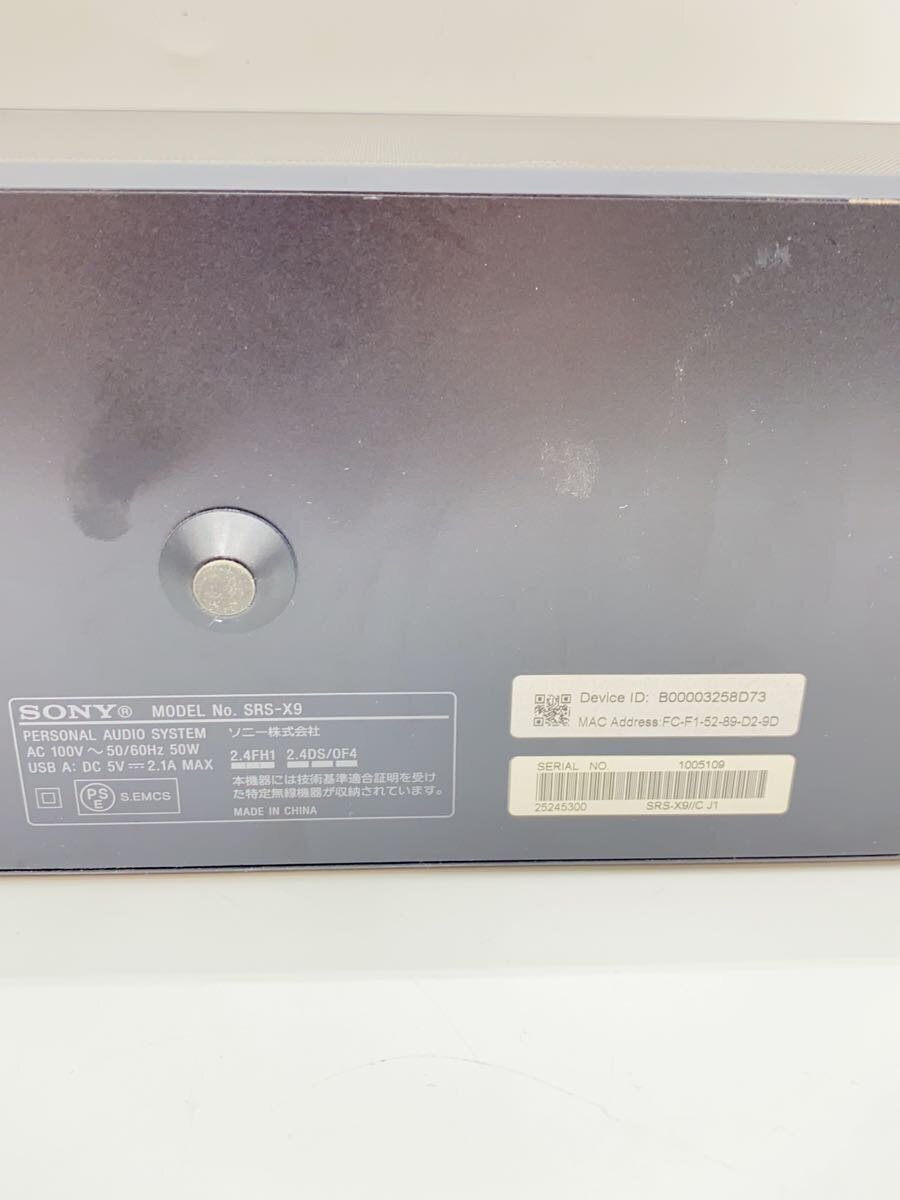 SONY® MODEL No. SRS-X9
PERSONAL AUDIO SYSTEM ソニー株式会社
AC 100V ～ 50/60Hz 50W
USB A: DC 5V⎓2.1A MAX
2.4FH1 2.4DS/OF4
本機器には技術基準適合証明を受け
た特定無線機器が収納されています。
PS
E
S.EMCS
MADE IN CHINA
Device ID: B00003258D73
MAC Address:FC-F1-52-89-D2-9D
SERIAL NO. 1005109
25245300 SRS-X9//C J1